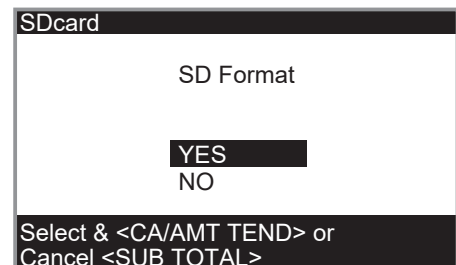 SDcard
SD Format
YES
NO
Select & <CA/AMT TEND> or
Cancel <SUB TOTAL>